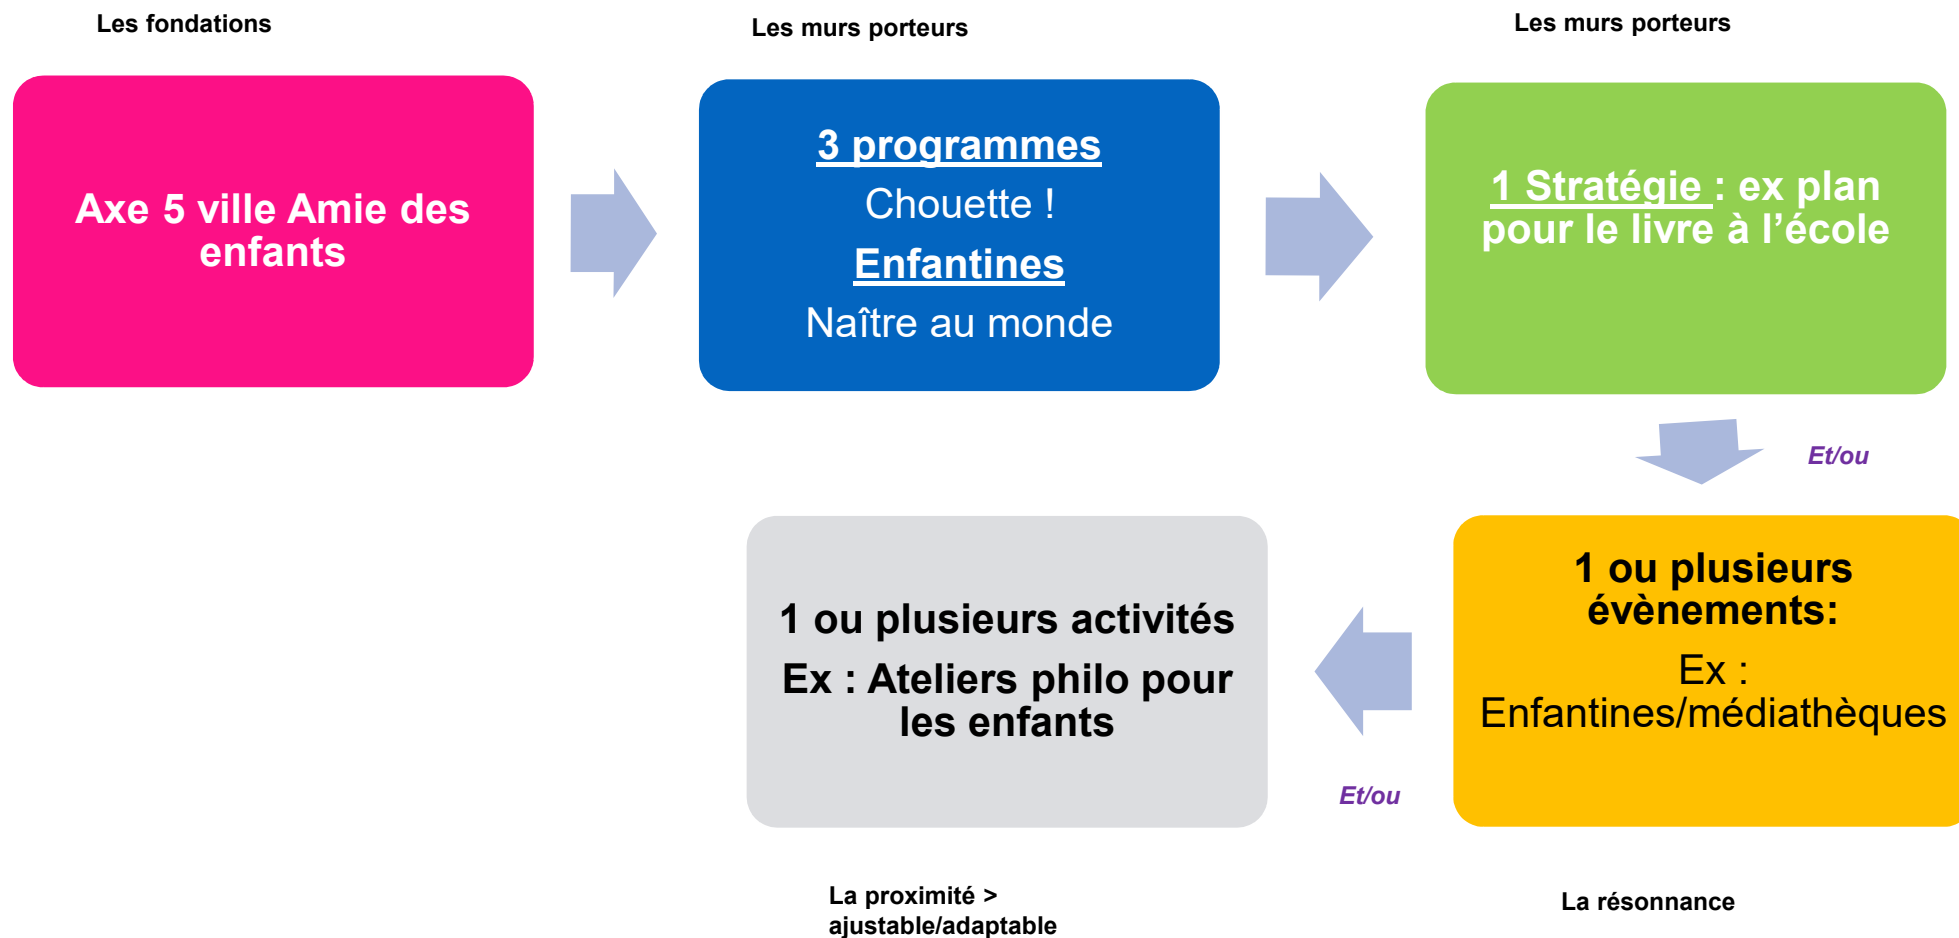 Les fondations
Les murs porteurs
Les murs porteurs
Axe 5 ville Amie des
enfants
3 programmes
Chouette !
Enfantines
Naître au monde
1 Stratégie : ex plan
pour le livre à l’école
Et/ou
1 ou plusieurs
évènements:
Ex :
Enfantines/médiathèques
Et/ou
1 ou plusieurs activités
Ex : Ateliers philo pour
les enfants
La proximité >
ajustable/adaptable
La résonnance